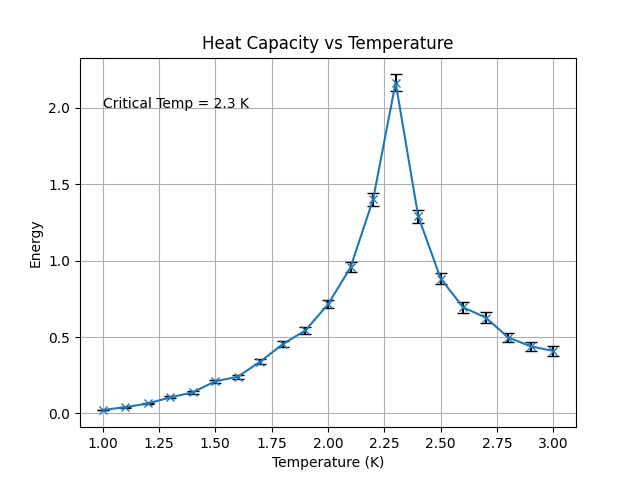 Heat Capacity vs Temperature
Critical Temp = 2.3 K
2.0
1.5
1.0
0.5
0.0
Energy
1.00 1.25 1.50 1.75 2.00 2.25 2.50 2.75 3.00
Temperature (K)